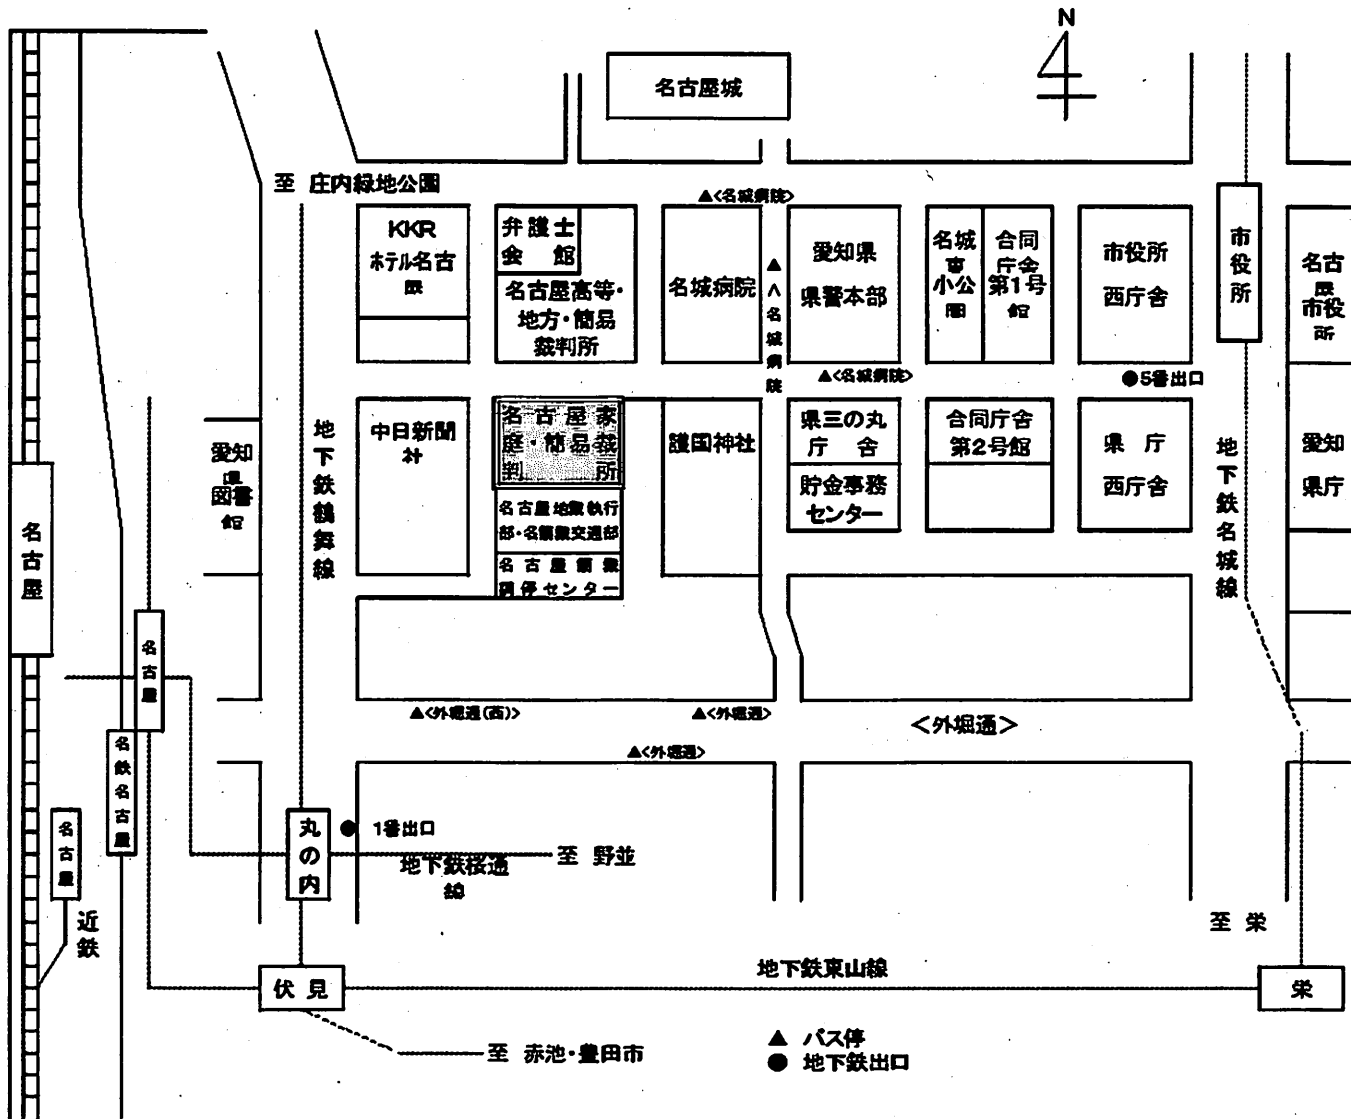 N
名古屋城
至 庄内緑地公園
▲<名城病院>
KKR
ホテル名古
屋
弁護士
会 館
名古屋高等・
地方・簡易
裁判所
名城病院
▲<名城病院>
愛知県
県警本部
名城
東
小公
園
合同
庁舎
第1号
館
市役所
西庁舎
市役所
名古
屋
市役
所
▲<名城病院>
●5番出口
愛知
県
図書
館
地下鉄鶴舞線
中日新聞
社
名古屋家
庭・簡易裁
判 所
名古屋地裁執行
部・名簡裁交通部
名古屋簡裁
調停センター
護国神社
県三の丸
庁 舎
貯金事務
センター
合同庁舎
第2号館
県 庁
西庁舎
地下鉄名城線
愛知
県庁
名古屋
名古屋
名鉄名古屋
名古屋
近鉄
▲<外堀通(西)>
▲<外堀通>
<外堀通>
▲<外堀通>
丸の内
● 1番出口
地下鉄桜通
線
至 野並
至 栄
地下鉄東山線
伏見
栄
至 赤池・豊田市
▲ バス停
● 地下鉄出口